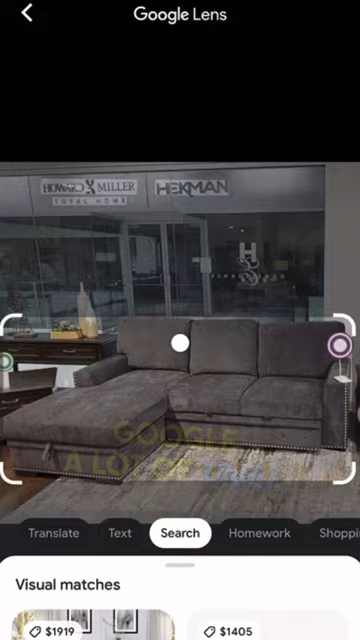 Google Lens
HOWARD MILLER
TOTAL HOME
HEKMAN
GOOGLE
A LOT OF
Translate
Text
Search
Homework
Shoppi
Visual matches
$1919
$1405